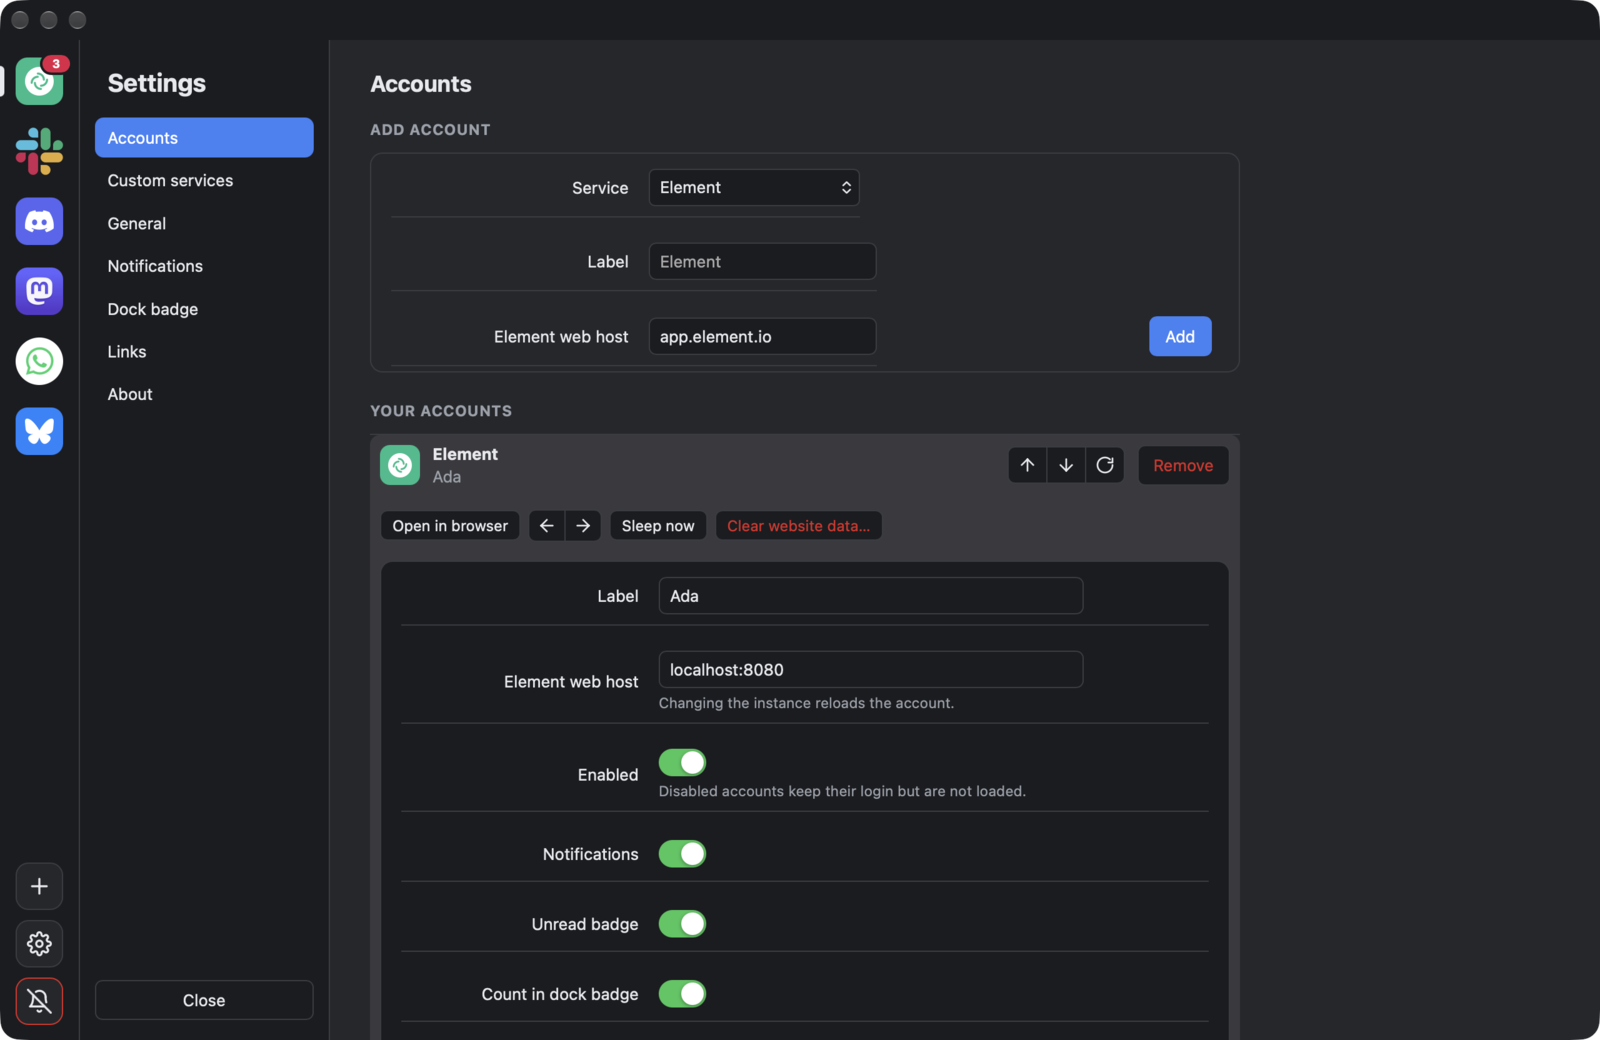 3
Settings
Accounts
Custom services
General
Notifications
Dock badge
Links
About
Close
Accounts
ADD ACCOUNT
Service Element
Label Element
Element web host app.element.io Add
YOUR ACCOUNTS
Element
Ada
Remove
Open in browser Sleep now Clear website data...
Label Ada
Element web host localhost:8080
Changing the instance reloads the account.
Enabled
Disabled accounts keep their login but are not loaded.
Notifications
Unread badge
Count in dock badge